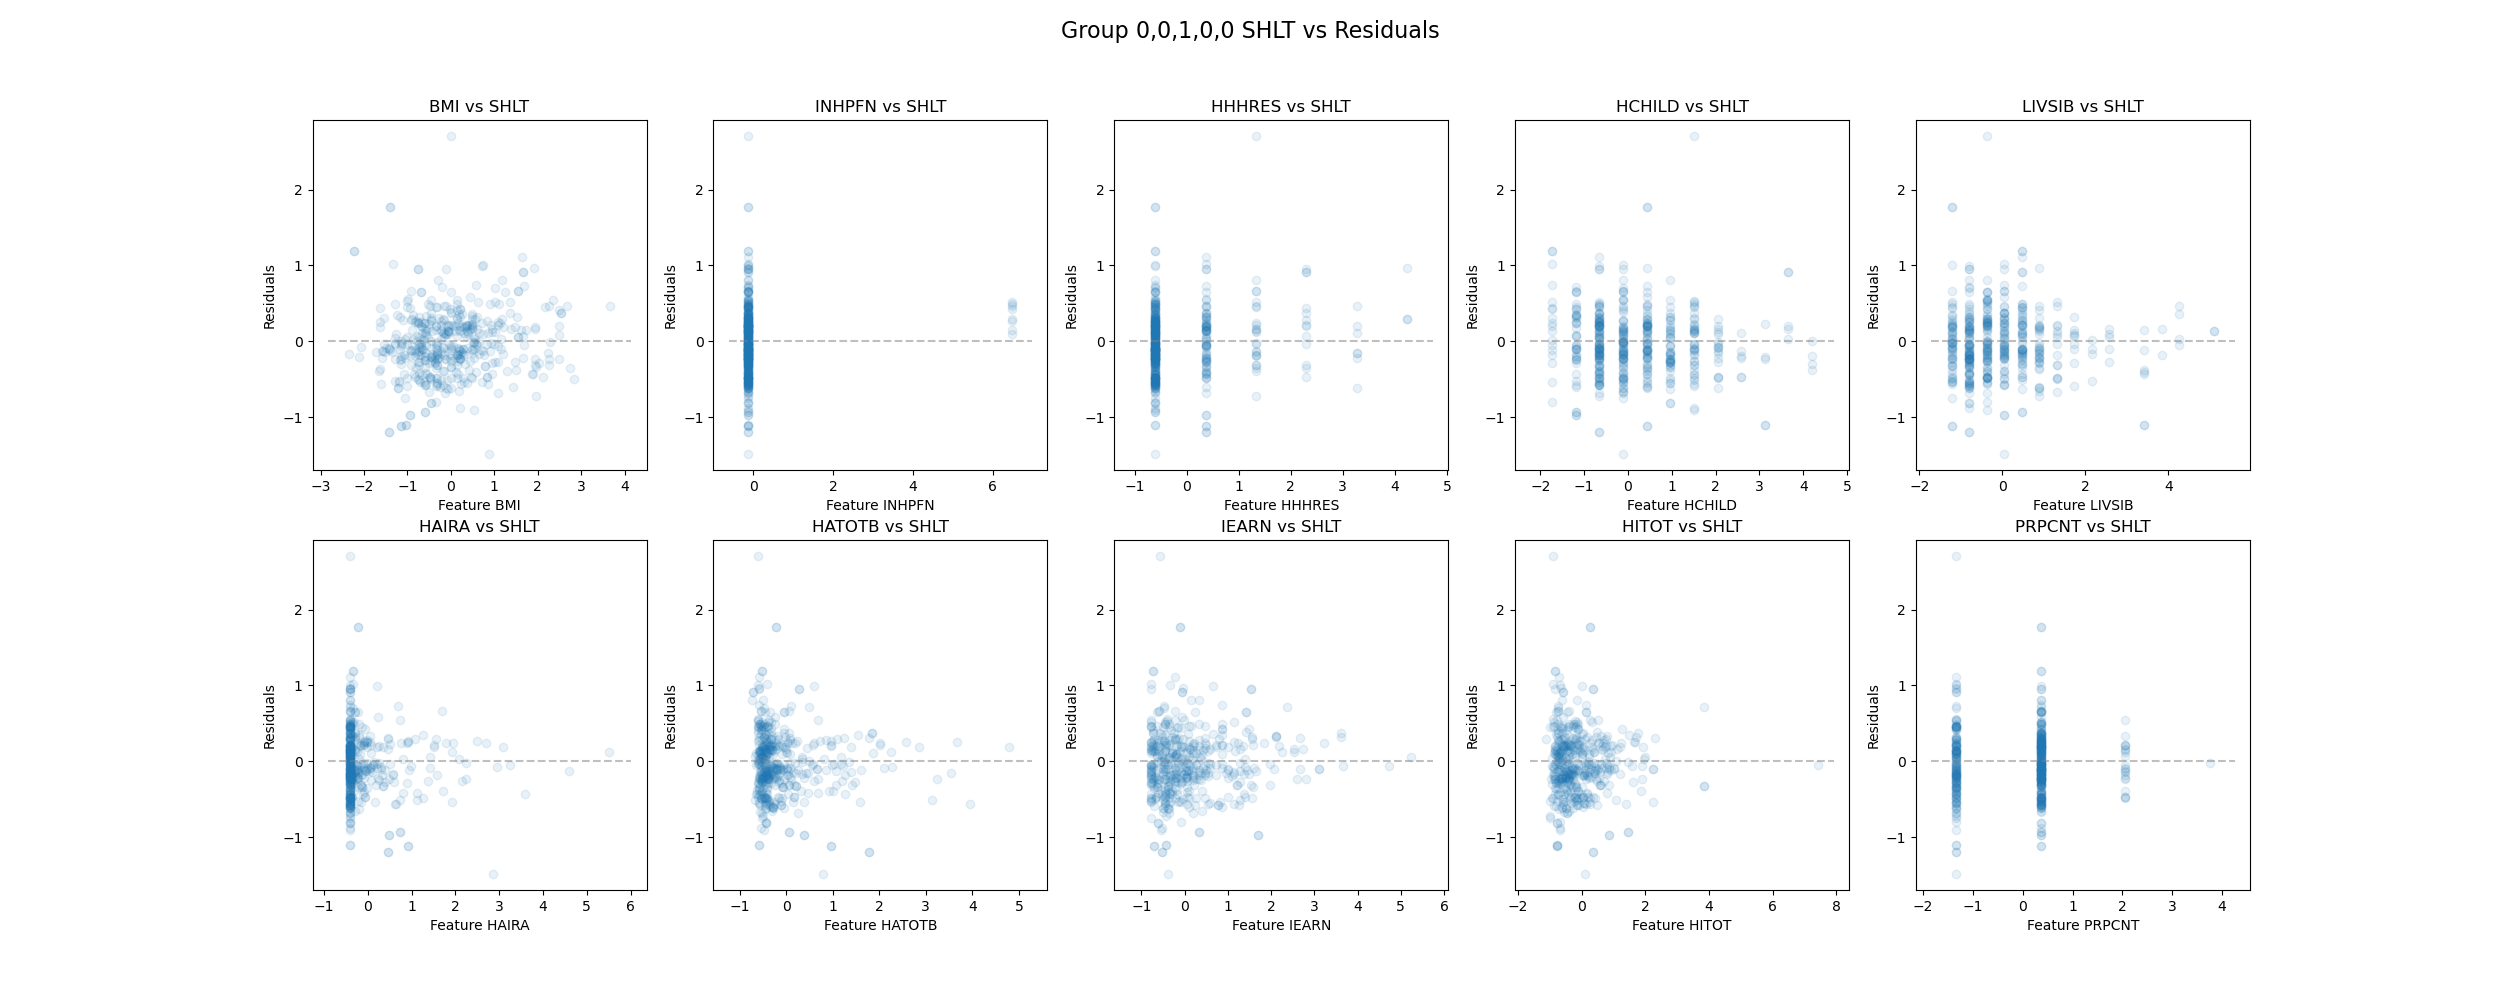 Group 0,0,1,0,0 SHLT vs Residuals
BMI vs SHLT
INHPFN vs SHLT
HHHRES vs SHLT
HCHILD vs SHLT
LIVSIB vs SHLT
Residuals
2
1
0
−1
−3 −2 −1 0 1 2 3 4
Feature BMI
Residuals
2
1
0
−1
0 2 4 6
Feature INHPFN
Residuals
2
1
0
−1
−1 0 1 2 3 4 5
Feature HHHRES
Residuals
2
1
0
−1
−2 −1 0 1 2 3 4 5
Feature HCHILD
Residuals
2
1
0
−1
−2 0 2 4
Feature LIVSIB
HAIRA vs SHLT
HATOTB vs SHLT
IEARN vs SHLT
HITOT vs SHLT
PRPCNT vs SHLT
Residuals
2
1
0
−1
−1 0 1 2 3 4 5 6
Feature HAIRA
Residuals
2
1
0
−1
−1 0 1 2 3 4 5
Feature HATOTB
Residuals
2
1
0
−1
−1 0 1 2 3 4 5 6
Feature IEARN
Residuals
2
1
0
−1
−2 0 2 4 6 8
Feature HITOT
Residuals
2
1
0
−1
−2 −1 0 1 2 3 4
Feature PRPCNT